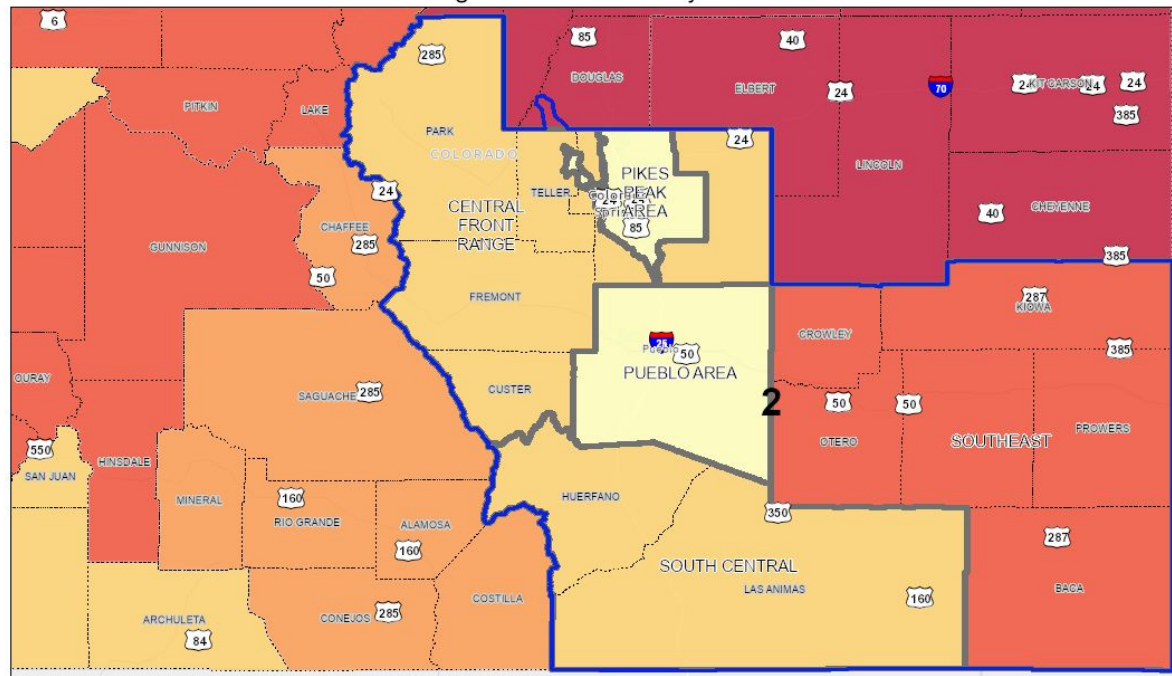 6
85
40
285
DOUGLAS
24
KIT CARSON
24
24
ELBERT
24
70
PITKIN
LAKE
385
PARK
24
COLORADO
LINCOLN
PIKES
PEAK
AREA
TELLER
24
CENTRAL
FRONT
RANGE
CHEYENNE
40
85
CHAFFEE
285
GUNNISON
385
50
FREMONT
287
KIOWA
CROWLEY
25
Pueblo
50
385
OURAY
PUEBLO AREA
CUSTER
SAGUACHE
285
2
50
50
PROWERS
OTERO
SOUTHEAST
550
HINSDALE
SAN JUAN
HUERFANO
MINERAL
160
RIO GRANDE
350
ALAMOSA
160
287
SOUTH CENTRAL
LAS ANIMAS
BACA
COSTILLA
160
ARCHULETA
CONEJOS
285
84